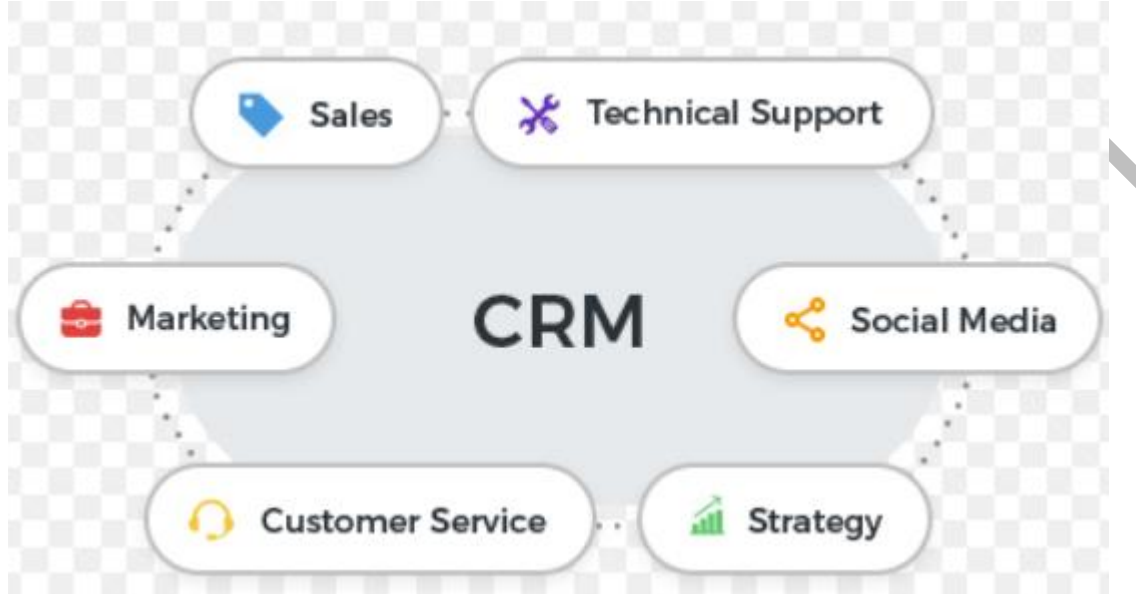 Sales
Technical Support
Marketing
CRM
Social Media
Customer Service
Strategy